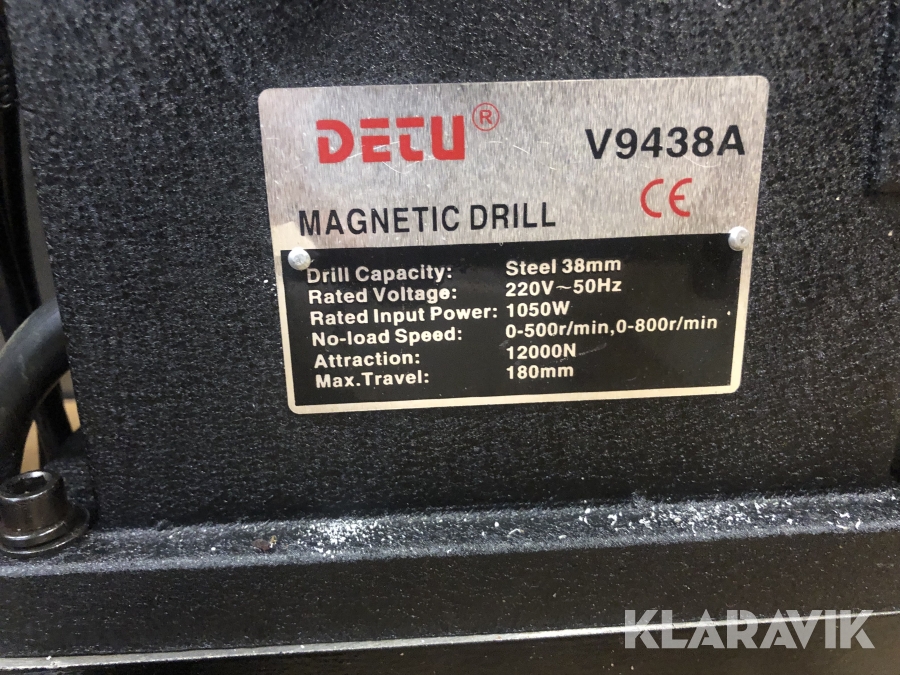 DETU® V9438A
MAGNETIC DRILL CE
Drill Capacity: Steel 38mm
Rated Voltage: 220V~50Hz
Rated Input Power: 1050W
No-load Speed: 0-500r/min,0-800r/min
Attraction: 12000N
Max.Travel: 180mm
KLARAVIK